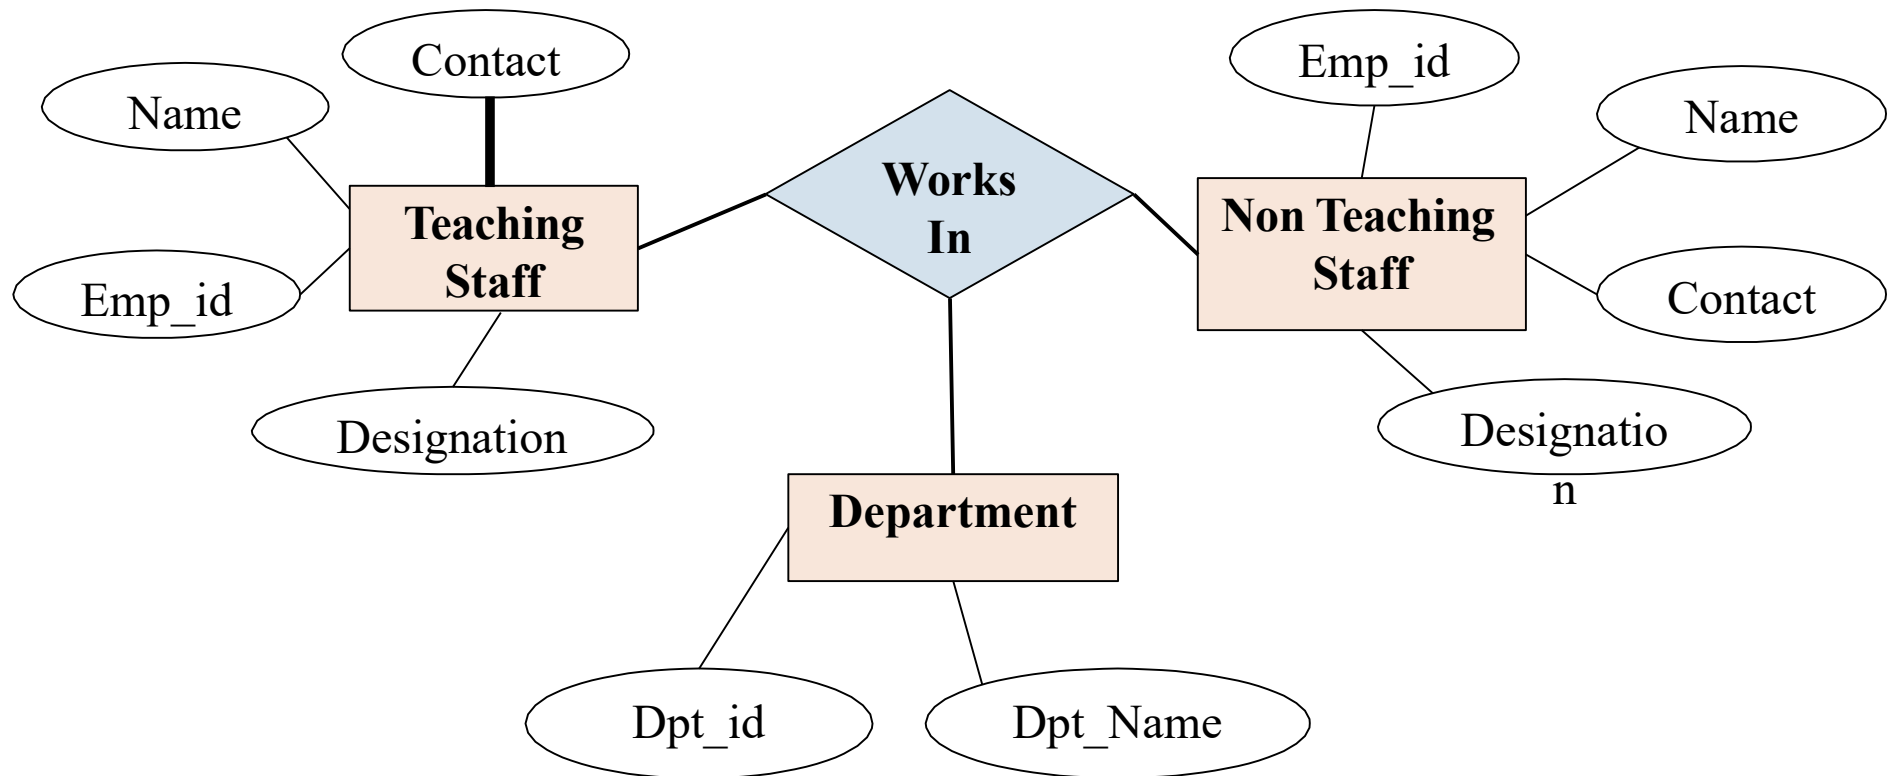 Contact
Emp_id
Name
Name
Works
In
Teaching
Staff
Non Teaching
Staff
Emp_id
Contact
Designation
Designatio
n
Department
Dpt_id
Dpt_Name